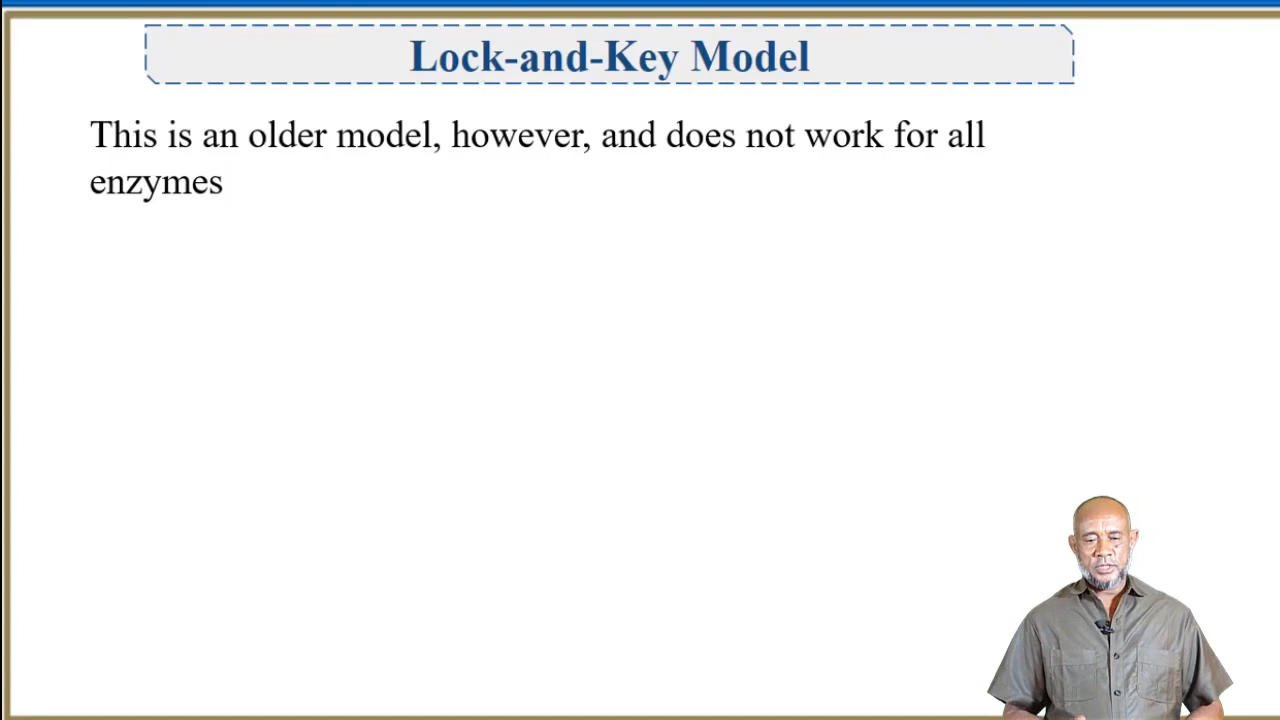 Lock-and-Key Model
This is an older model, however, and does not work for all
enzymes